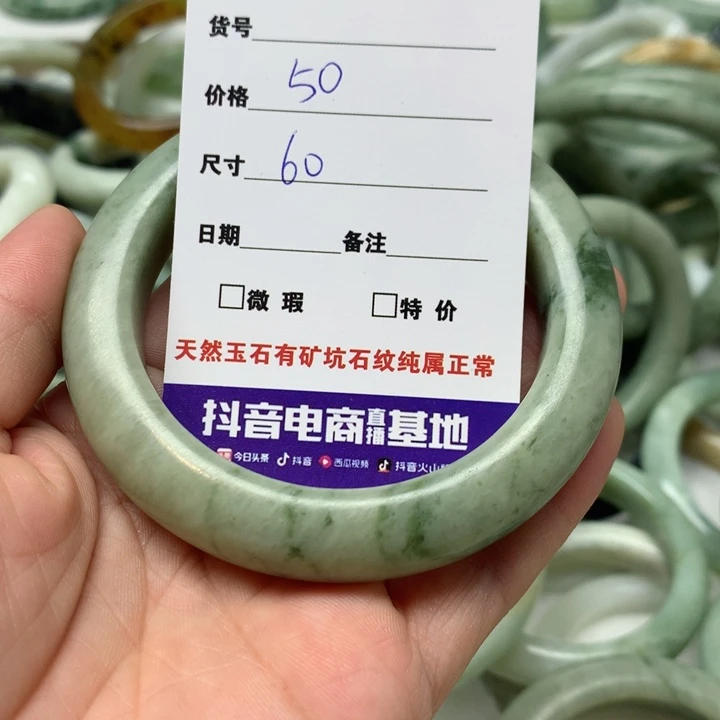 货号
价格 50
尺寸 60
日期 备注
微 瑕 特 价
天然玉石有矿坑石纹纯属正常
抖音电商直播基地
今日头条 抖音 西瓜视频 抖音火山